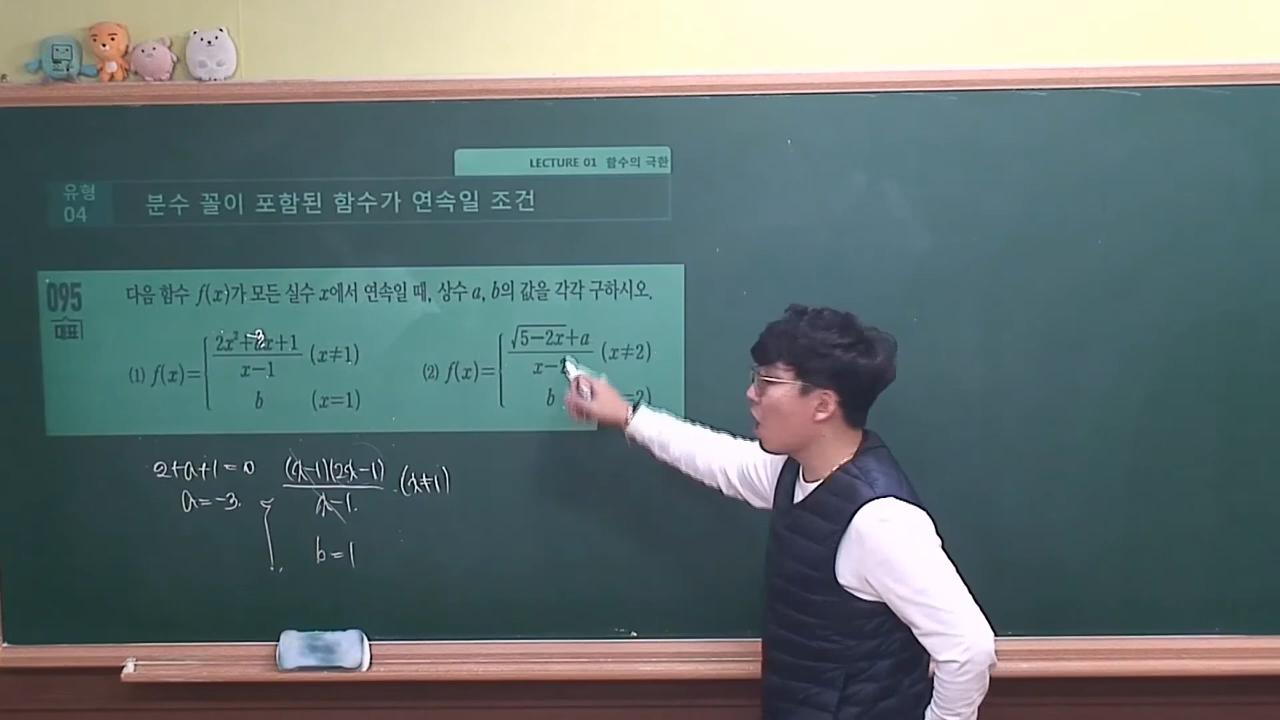 LECTURE 01 함수의 극한
유형
04
분수 꼴이 포함된 함수가 연속일 조건
095
대표
다음 함수 f(x)가 모든 실수 x에서 연속일 때, 상수 a, b의 값을 각각 구하시오.
(1) f(x)= { (2x²+ x+1)/(x-1) (x≠1)
b (x=1)
(2) f(x)= { (√(5-2x)+a)/(x- (x≠2)
b =2)
2+a+1=0
a=-3.
(x-1)(2x-1)/(x-1). (x≠1)
b=1